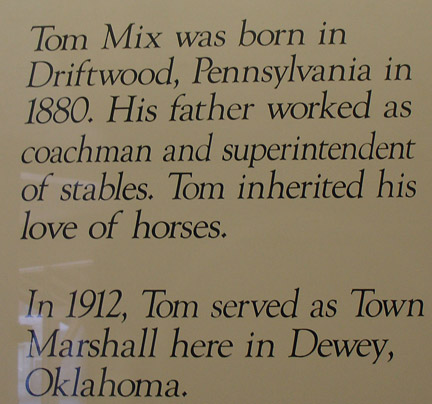 Tom Mix was born in
Driftwood, Pennsylvania in
1880. His father worked as
coachman and superintendent
of stables. Tom inherited his
love of horses.
In 1912, Tom served as Town
Marshall here in Dewey,
Oklahoma.